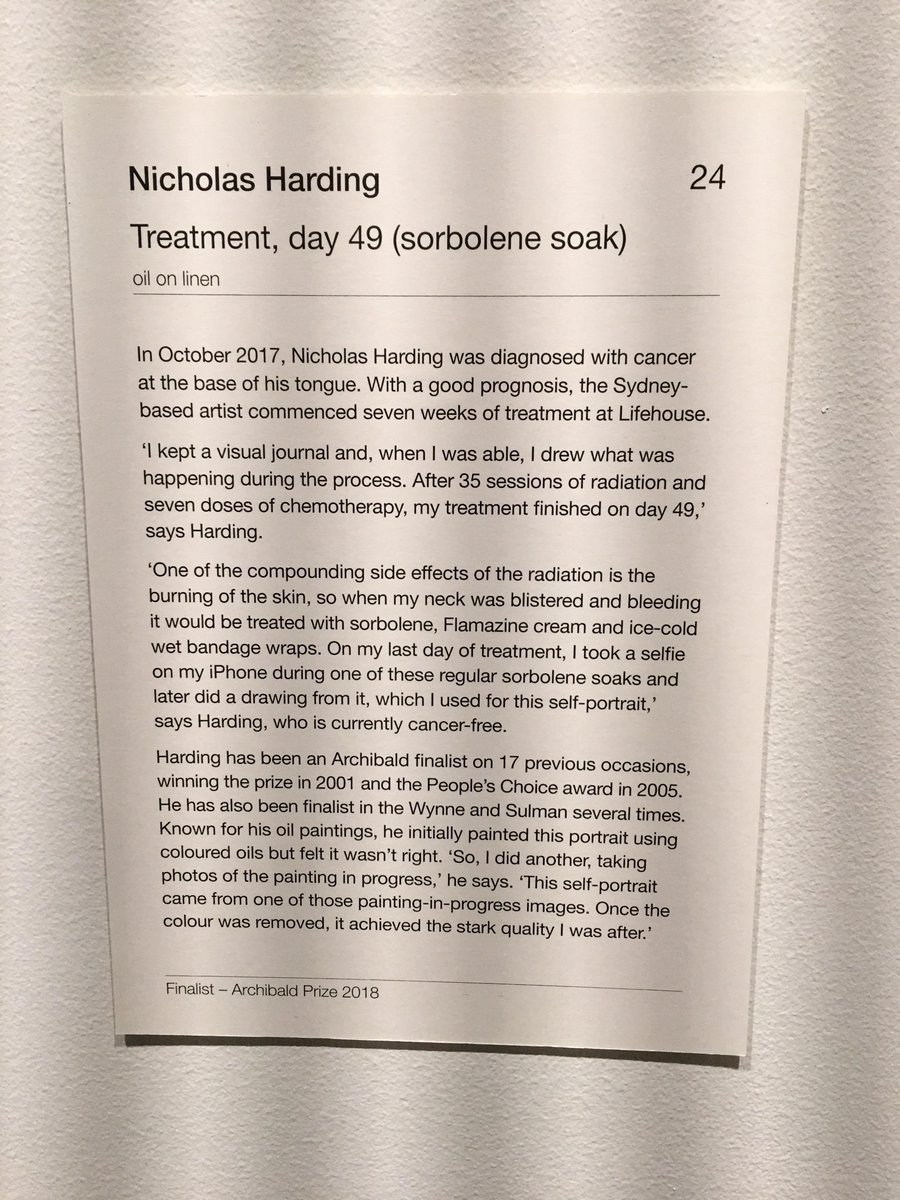 Nicholas Harding 24
Treatment, day 49 (sorbolene soak)
oil on linen
In October 2017, Nicholas Harding was diagnosed with cancer
at the base of his tongue. With a good prognosis, the Sydney-
based artist commenced seven weeks of treatment at Lifehouse.
‘I kept a visual journal and, when I was able, I drew what was
happening during the process. After 35 sessions of radiation and
seven doses of chemotherapy, my treatment finished on day 49,’
says Harding.
‘One of the compounding side effects of the radiation is the
burning of the skin, so when my neck was blistered and bleeding
it would be treated with sorbolene, Flamazine cream and ice-cold
wet bandage wraps. On my last day of treatment, I took a selfie
on my iPhone during one of these regular sorbolene soaks and
later did a drawing from it, which I used for this self-portrait,’
says Harding, who is currently cancer-free.
Harding has been an Archibald finalist on 17 previous occasions,
winning the prize in 2001 and the People’s Choice award in 2005.
He has also been finalist in the Wynne and Sulman several times.
Known for his oil paintings, he initially painted this portrait using
coloured oils but felt it wasn’t right. ‘So, I did another, taking
photos of the painting in progress,’ he says. ‘This self-portrait
came from one of those painting-in-progress images. Once the
colour was removed, it achieved the stark quality I was after.’
Finalist – Archibald Prize 2018